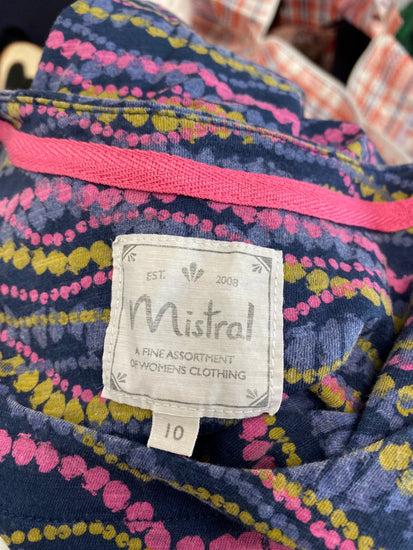 EST. 2008
Mistral
A FINE ASSORTMENT
OF WOMENS CLOTHING
10